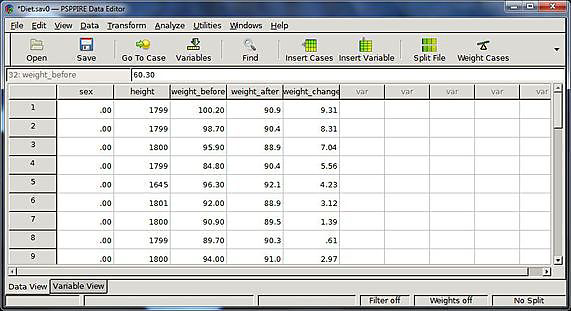 *Diet.sav0 — PSPPIRE Data Editor
File Edit View Data Transform Analyze Utilities Windows Help
Open Save Go To Case Variables Find Insert Cases Insert Variable Split File Weight Cases
32: weight_before 60.30
sex height weight_before weight_after weight_change var var var var var
1 .00 1799 100.20 90.9 9.31
2 .00 1799 98.70 90.4 8.31
3 .00 1800 95.90 88.9 7.04
4 .00 1799 84.80 90.4 5.56
5 .00 1645 96.30 92.1 4.23
6 .00 1801 92.00 88.9 3.12
7 .00 1800 90.90 89.5 1.39
8 .00 1799 89.70 90.3 .61
9 .00 1800 94.00 91.0 2.97
Data View Variable View
Filter off Weights off No Split